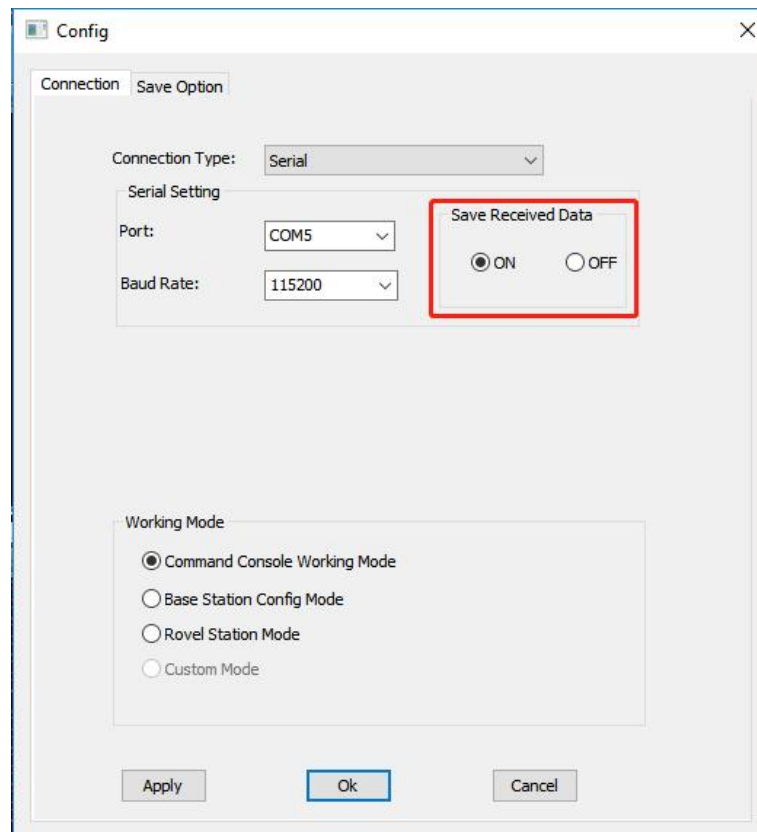 Config
Connection
Save Option
Connection Type:
Serial
Serial Setting
Port:
COM5
Baud Rate:
115200
Save Received Data
ON
OFF
Working Mode
Command Console Working Mode
Base Station Config Mode
Rovel Station Mode
Custom Mode
Apply
Ok
Cancel